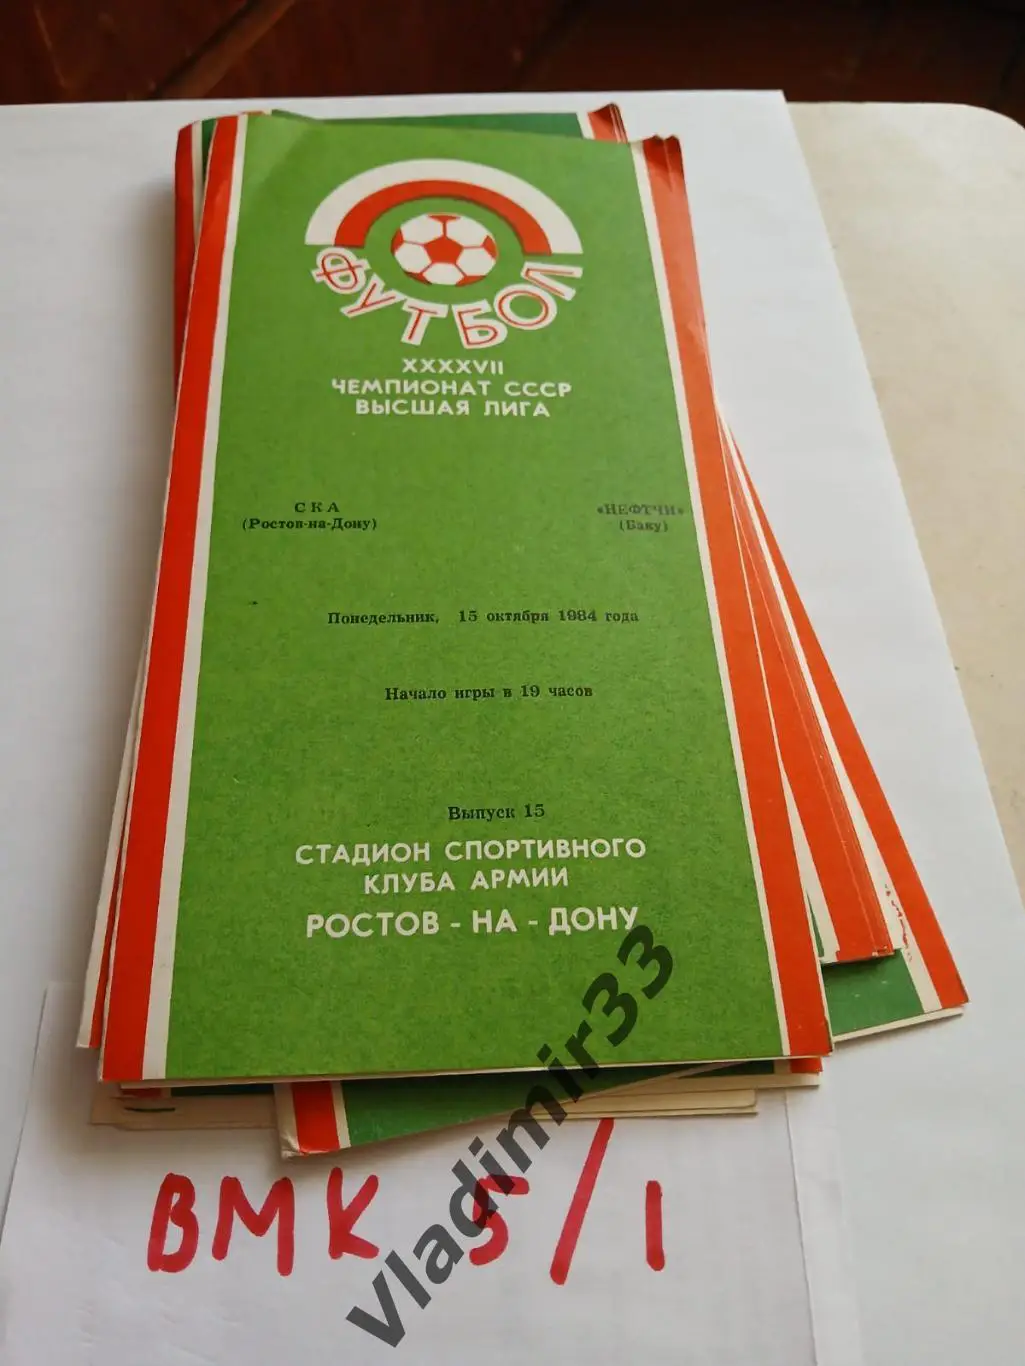 ФУТБОЛ
XXXXVII
ЧЕМПИОНАТ СССР
ВЫСШАЯ ЛИГА
СКА
(Ростов-на-Дону)
«НЕФТЧИ»
(Баку)
Понедельник, 15 октября 1984 года
Начало игры в 19 часов
Выпуск 15
СТАДИОН СПОРТИВНОГО
КЛУБА АРМИИ
РОСТОВ - НА - ДОНУ
vladimir33
ВМК 5/1